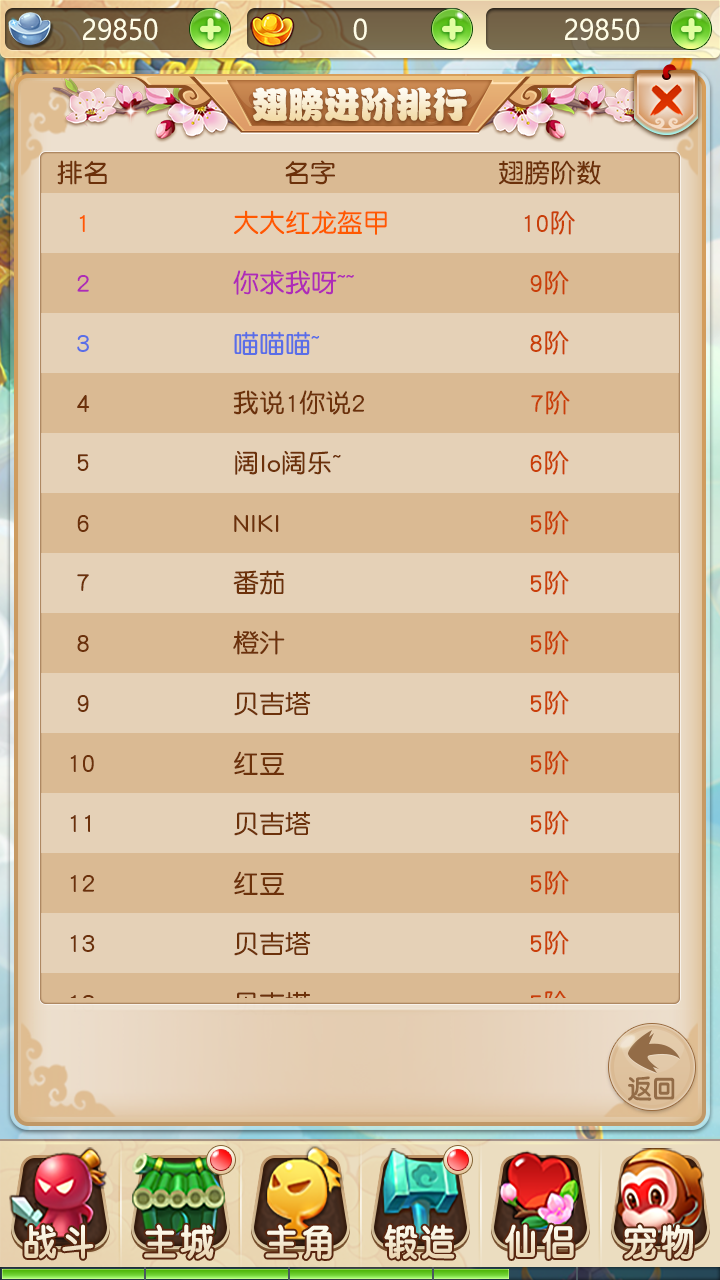 29850 0 29850
翅膀进阶排行
排名 名字 翅膀阶数
1 大大红龙盔甲 10阶
2 你求我呀~~ 9阶
3 喵喵喵~ 8阶
4 我说1你说2 7阶
5 阔lo阔乐~ 6阶
6 NIKI 5阶
7 番茄 5阶
8 橙汁 5阶
9 贝吉塔 5阶
10 红豆 5阶
11 贝吉塔 5阶
12 红豆 5阶
13 贝吉塔 5阶
返回
战斗 主城 主角 锻造 仙侣 宠物